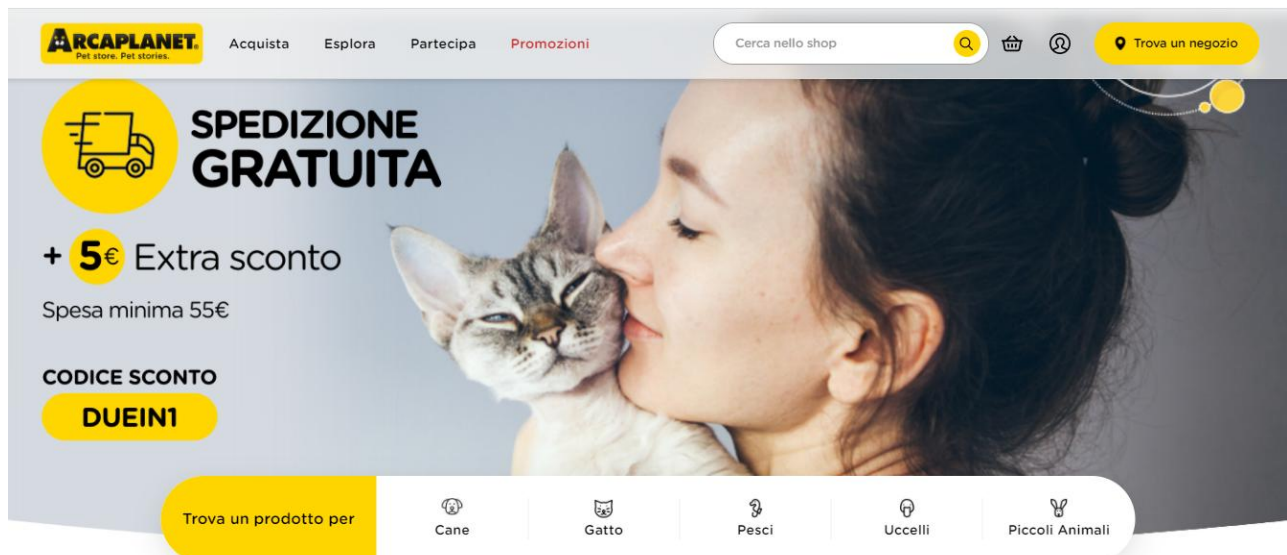 ARCAPLANET.
Pet store. Pet stories.
Acquista
Esplora
Partecipa
Promozioni
Cerca nello shop
Trova un negozio
SPEDIZIONE
GRATUITA
+ 5€ Extra sconto
Spesa minima 55€
CODICE SCONTO
DUEIN1
Trova un prodotto per
Cane
Gatto
Pesci
Uccelli
Piccoli Animali